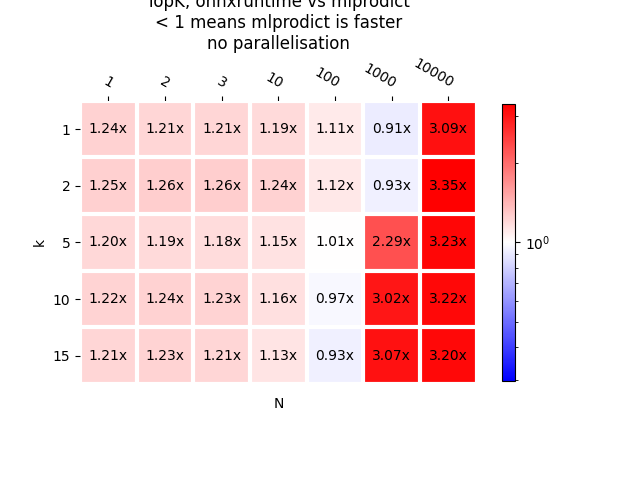 TopK, onnxruntime vs mlprodict
< 1 means mlprodict is faster
no parallelisation
1 2 3 10 100 1000 10000
1 1.24x 1.21x 1.21x 1.19x 1.11x 0.91x 3.09x
2 1.25x 1.26x 1.26x 1.24x 1.12x 0.93x 3.35x
k 5 1.20x 1.19x 1.18x 1.15x 1.01x 2.29x 3.23x 10⁰
10 1.22x 1.24x 1.23x 1.16x 0.97x 3.02x 3.22x
15 1.21x 1.23x 1.21x 1.13x 0.93x 3.07x 3.20x
N